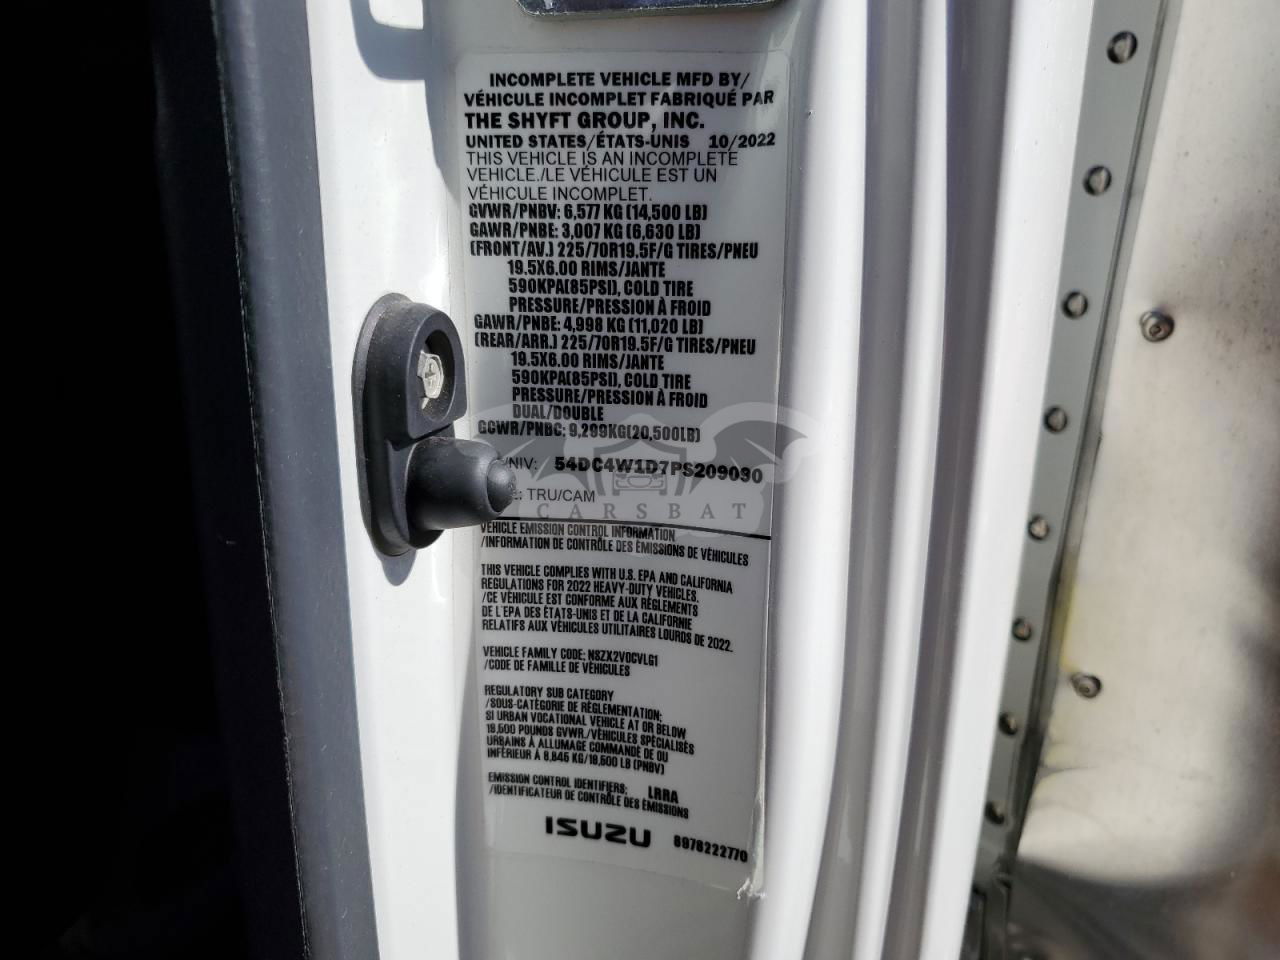 INCOMPLETE VEHICLE MFD BY/
VÉHICULE INCOMPLET FABRIQUÉ PAR
THE SHYFT GROUP, INC.
UNITED STATES/ÉTATS-UNIS 10/2022
THIS VEHICLE IS AN INCOMPLETE
VEHICLE./LE VÉHICULE EST UN
VÉHICULE INCOMPLET.
GVWR/PNBV: 6,577 KG (14,500 LB)
GAWR/PNBE: 3,007 KG (6,630 LB)
(FRONT/AV.) 225/70R19.5F/G TIRES/PNEU
19.5X6.00 RIMS/JANTE
590KPA(85PSI), COLD TIRE
PRESSURE/PRESSION À FROID
GAWR/PNBE: 4,998 KG (11,020 LB)
(REAR/ARR.) 225/70R19.5F/G TIRES/PNEU
19.5X6.00 RIMS/JANTE
590KPA(85PSI), COLD TIRE
PRESSURE/PRESSION À FROID
DUAL/DOUBLE
GCWR/PNBC: 9,299KG(20,500LB)
/NIV: 54DC4W1D7PS209030
: TRU/CAM
CARSBAT
VEHICLE EMISSION CONTROL INFORMATION
/INFORMATION DE CONTRÔLE DES ÉMISSIONS DE VÉHICULES
THIS VEHICLE COMPLIES WITH U.S. EPA AND CALIFORNIA
REGULATIONS FOR 2022 HEAVY-DUTY VEHICLES.
/CE VÉHICULE EST CONFORME AUX RÈGLEMENTS
DE L'EPA DES ÉTATS-UNIS ET DE LA CALIFORNIE
RELATIFS AUX VÉHICULES UTILITAIRES LOURDS DE 2022.
VEHICLE FAMILY CODE: NSZX2VOCVLG1
/CODE DE FAMILLE DE VÉHICULES
REGULATORY SUB CATEGORY
/SOUS-CATÉGORIE DE RÉGLEMENTATION:
SI URBAN VOCATIONAL VEHICLE AT OR BELOW
19,500 POUNDS GVWR./VÉHICULES SPÉCIALISÉS
URBAINS À ALLUMAGE COMMANDÉ DE OU
INFÉRIEUR À 8,845 KG/19,500 LB (PNBV)
EMISSION CONTROL IDENTIFIERS: LRRA
/IDENTIFICATEUR DE CONTRÔLE DES ÉMISSIONS
ISUZU 8978222770